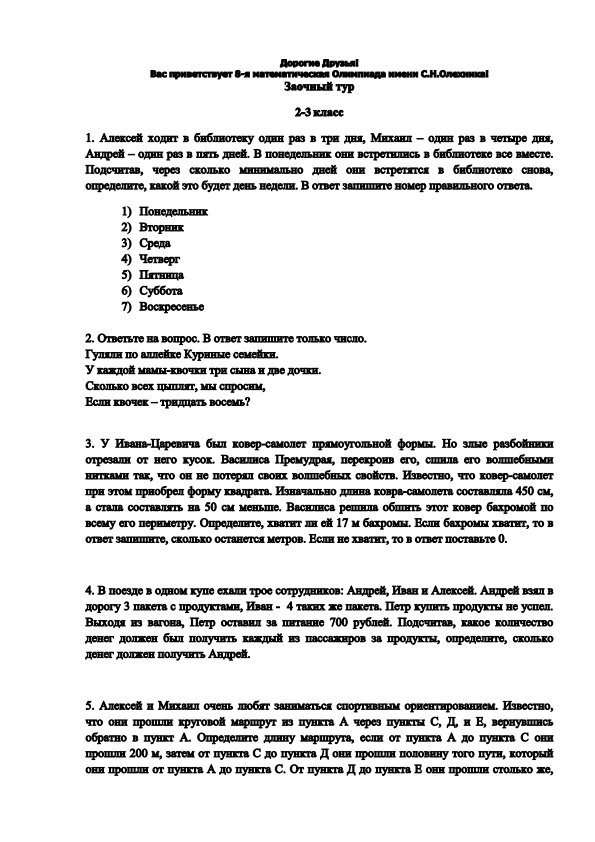 Дорогие Друзья!
Вас приветствует 8-я математическая Олимпиада имени С.Н.Олехника!
Заочный тур
2-3 класс
1. Алексей ходит в библиотеку один раз в три дня, Михаил – один раз в четыре дня,
Андрей – один раз в пять дней. В понедельник они встретились в библиотеке все вместе.
Подсчитав, через сколько минимально дней они встретятся в библиотеке снова,
определите, какой это будет день недели. В ответ запишите номер правильного ответа.
1) Понедельник
2) Вторник
3) Среда
4) Четверг
5) Пятница
6) Суббота
7) Воскресенье
2. Ответьте на вопрос. В ответ запишите только число.
Гуляли по аллейке Куриные семейки.
У каждой мамы-квочки три сына и две дочки.
Сколько всех цыплят, мы спросим,
Если квочек – тридцать восемь?
3. У Ивана-Царевича был ковер-самолет прямоугольной формы. Но злые разбойники
отрезали от него кусок. Василиса Премудрая, перекроив его, сшила его волшебными
нитками так, что он не потерял своих волшебных свойств. Известно, что ковер-самолет
при этом приобрел форму квадрата. Изначально длина ковра-самолета составляла 450 см,
а стала составлять на 50 см меньше. Василиса решила обшить этот ковер бахромой по
всему его периметру. Определите, хватит ли ей 17 м бахромы. Если бахромы хватит, то в
ответ запишите, сколько останется метров. Если не хватит, то в ответ поставьте 0.
4. В поезде в одном купе ехали трое сотрудников: Андрей, Иван и Алексей. Андрей взял в
дорогу 3 пакета с продуктами, Иван - 4 таких же пакета. Петр купить продукты не успел.
Выходя из вагона, Петр оставил за питание 700 рублей. Подсчитав, какое количество
денег должен был получить каждый из пассажиров за продукты, определите, сколько
денег должен получить Андрей.
5. Алексей и Михаил очень любят заниматься спортивным ориентированием. Известно,
что они прошли круговой маршрут из пункта А через пункты С, Д, и Е, вернувшись
обратно в пункт А. Определите длину маршрута, если от пункта А до пункта С они
прошли 200 м, затем от пункта С до пункта Д они прошли половину того пути, который
они прошли от пункта А до пункта С. От пункта Д до пункта Е они прошли столько же,